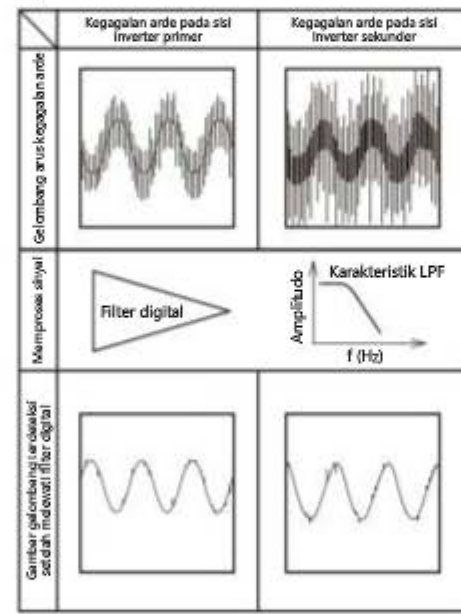 Kegagalan arde pada sisi
inverter primer
Kegagalan arde pada sisi
inverter sekunder
Gelombang arus kegagalan arde
Memproses sinyal
Filter digital
Amplitudo
Karakteristik LPF
f (Hz)
Gambar gelombang terdeteksi
setelah melewati filter digital